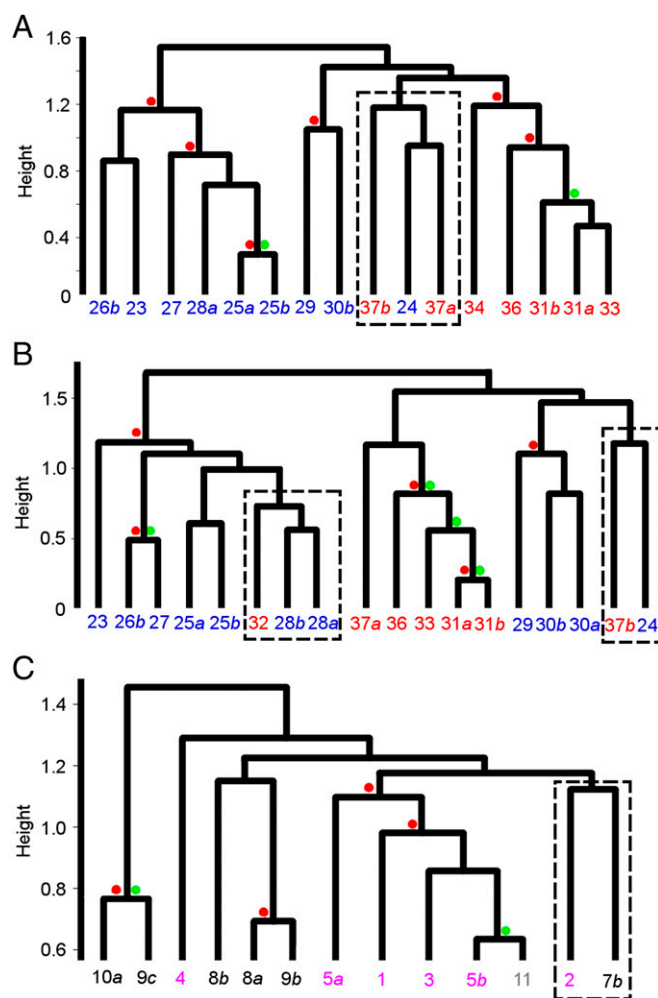 A
1.6
1.2
0.8
0.4
0
Height
26b 23 27 28a 25a 25b 29 30b 37b 24 37a 34 36 31b 31a 33
B
1.5
1.0
0.5
0
Height
23 26b 27 25a 25b 32 28b 28a 37a 36 33 31a 31b 29 30b 30a 37b 24
C
1.4
1.2
1.0
0.8
0.6
Height
10a 9c 4 8b 8a 9b 5a 1 3 5b 11 2 7b